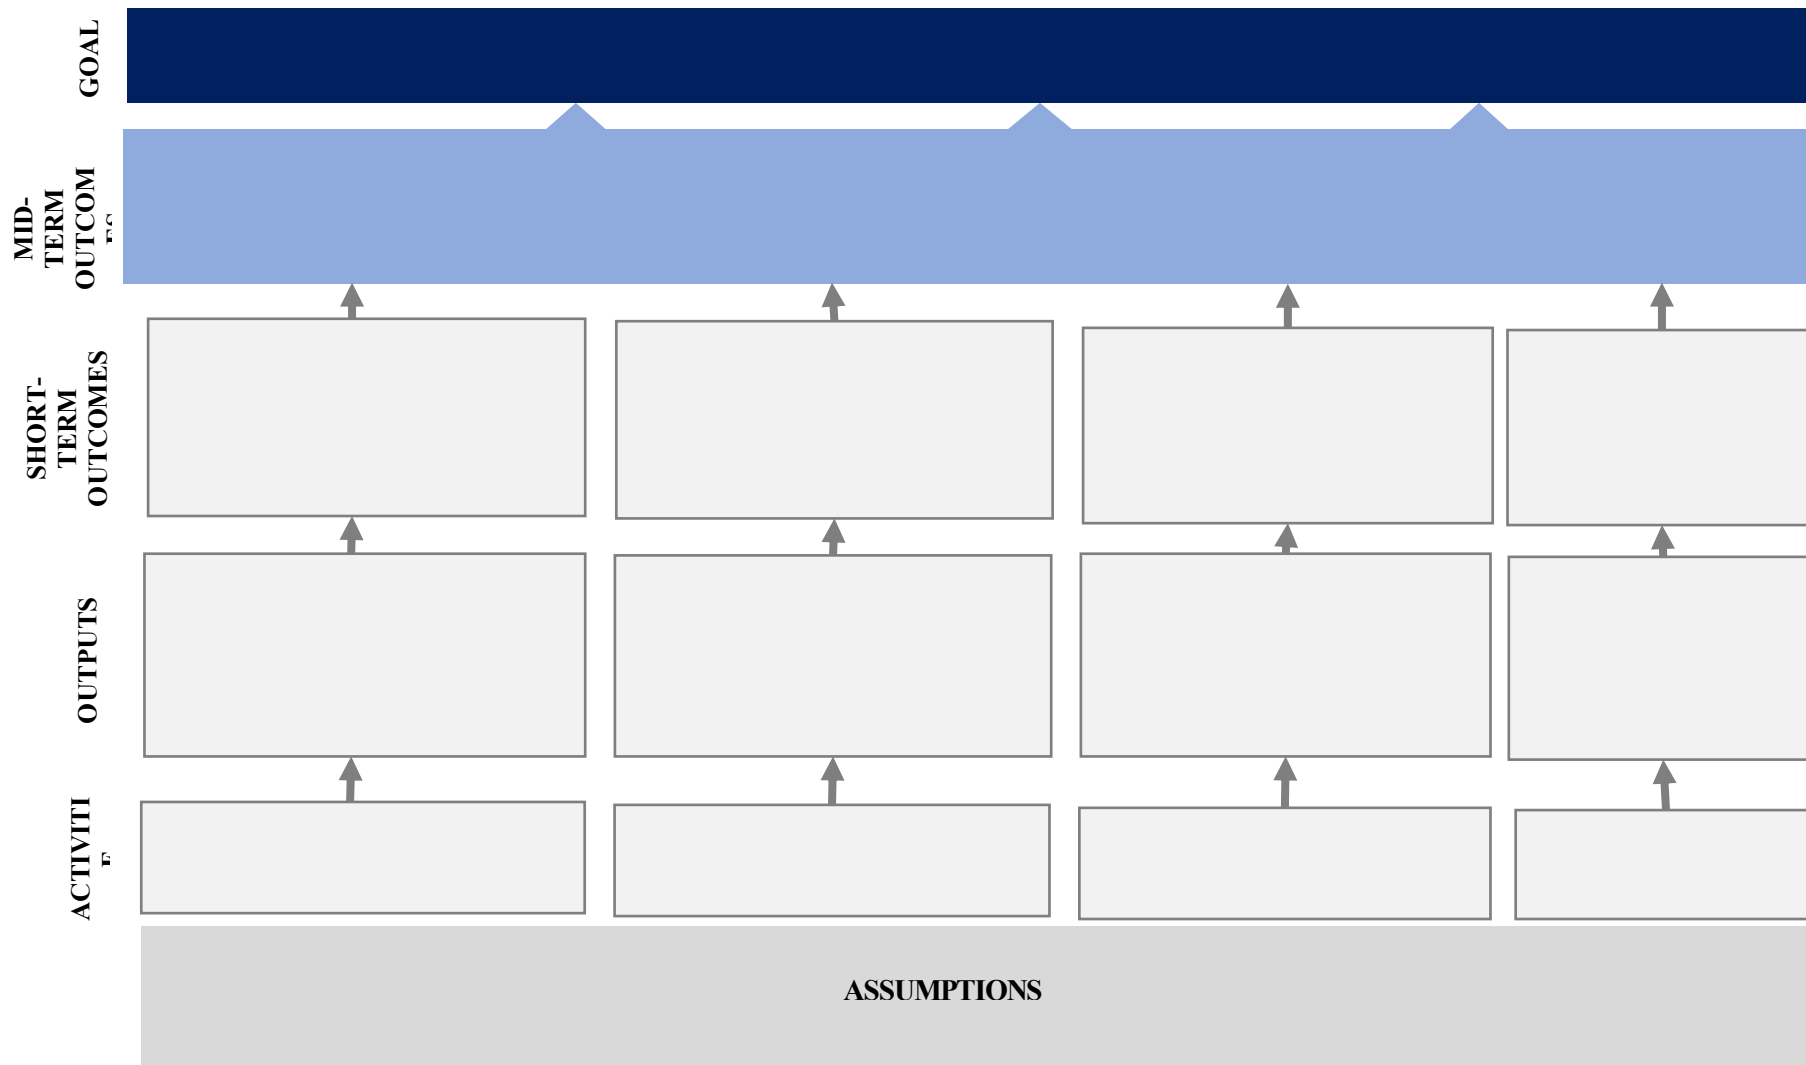 GOAL
MID-
TERM
OUTCOM
SHORT-
TERM
OUTCOMES
OUTPUTS
ACTIVITI
ASSUMPTIONS